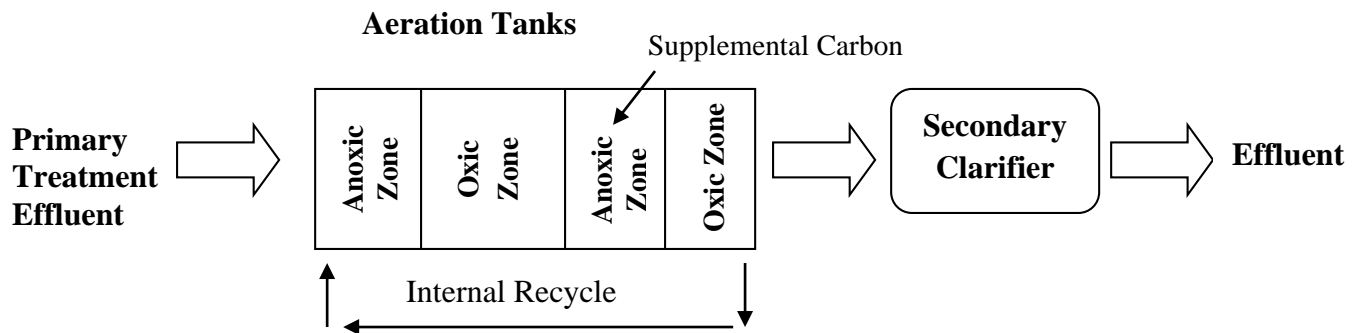 Aeration Tanks
Supplemental Carbon
Primary
Treatment
Effluent
Anoxic
Zone
Oxic
Zone
Anoxic
Zone
Oxic Zone
Secondary
Clarifier
Effluent
Internal Recycle